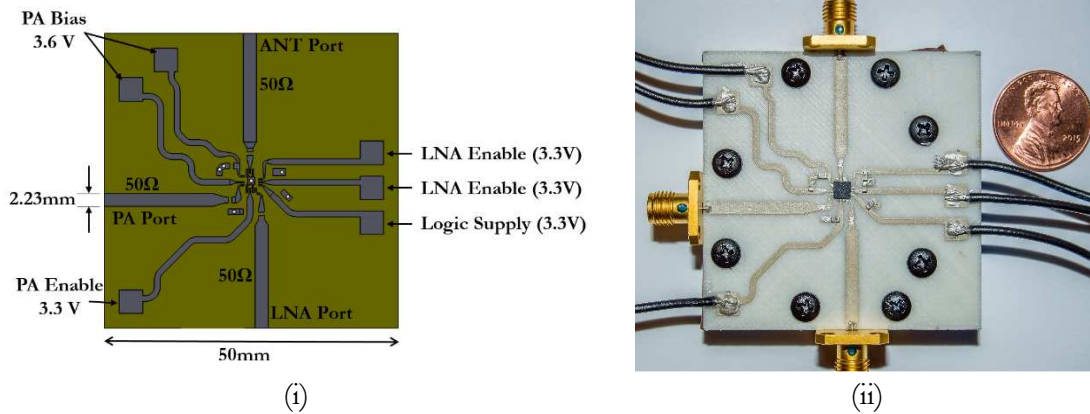 PA Bias
3.6 V
ANT Port
50Ω
LNA Enable (3.3V)
50Ω
2.23mm
PA Port
LNA Enable (3.3V)
Logic Supply (3.3V)
50Ω
PA Enable
3.3 V
LNA Port
50mm
2015
(i)
(ii)